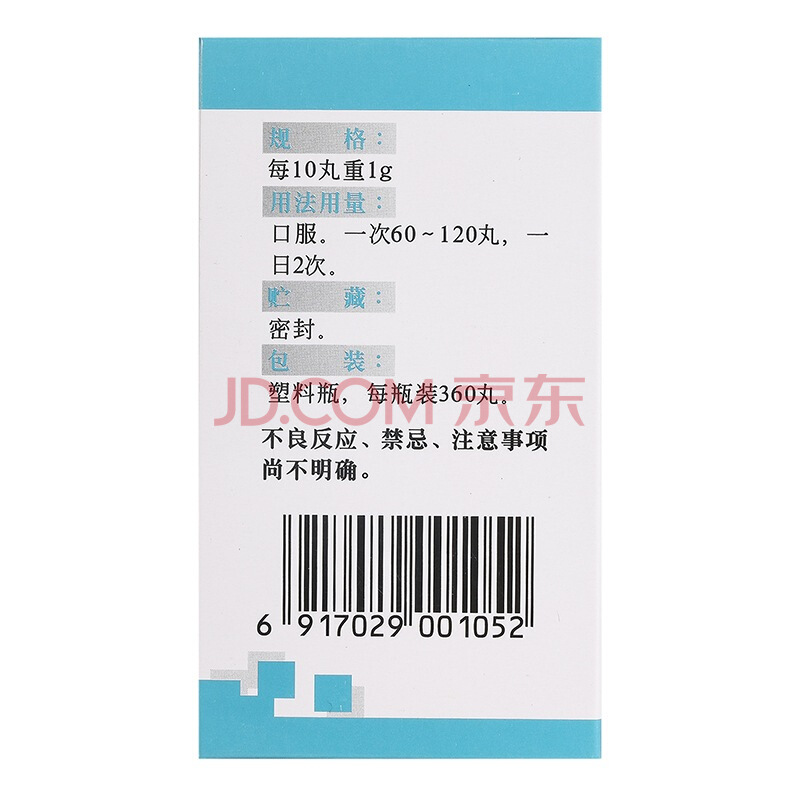 规 格：
每10丸重1g
用法用量：
口服。一次60～120丸，一
日2次。
贮 藏：
密封。
包 装：
塑料瓶，每瓶装360丸。
JD.COM 京东
不良反应、禁忌、注意事项
尚不明确。
6 917029 001052